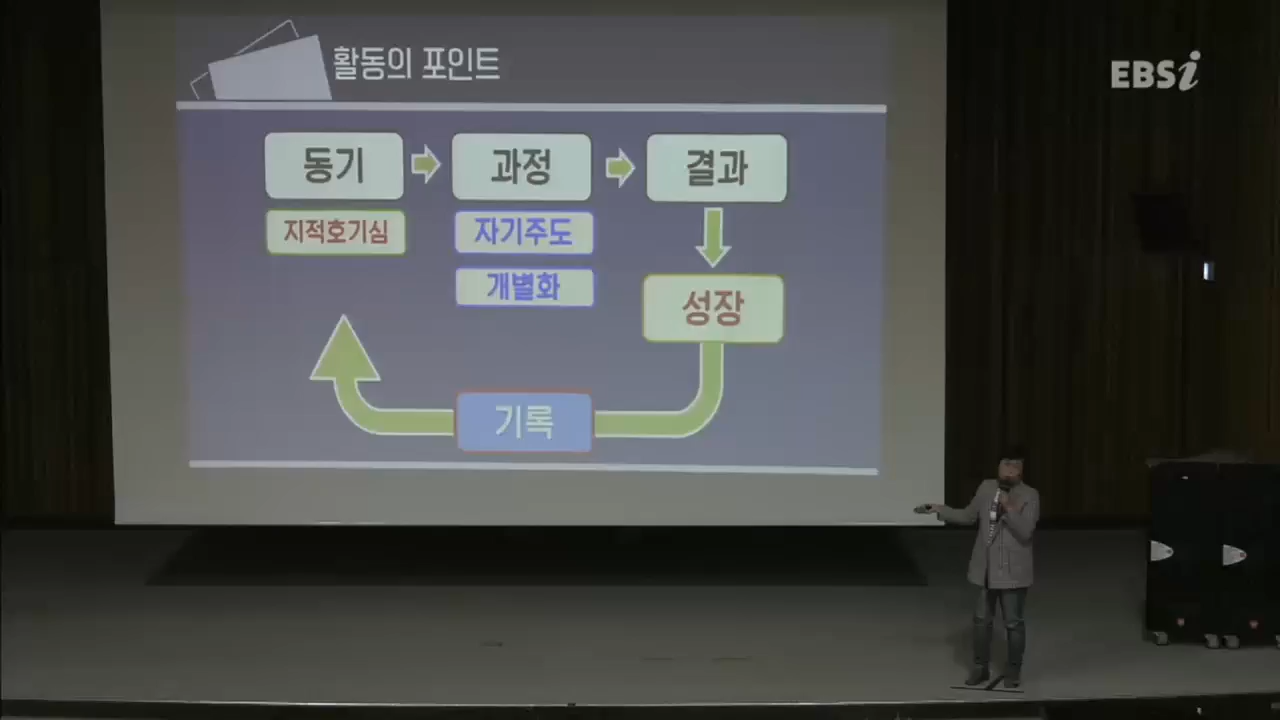 활동의 포인트
EBSi
동기
과정
결과
지적호기심
자기주도
개별화
성장
기록